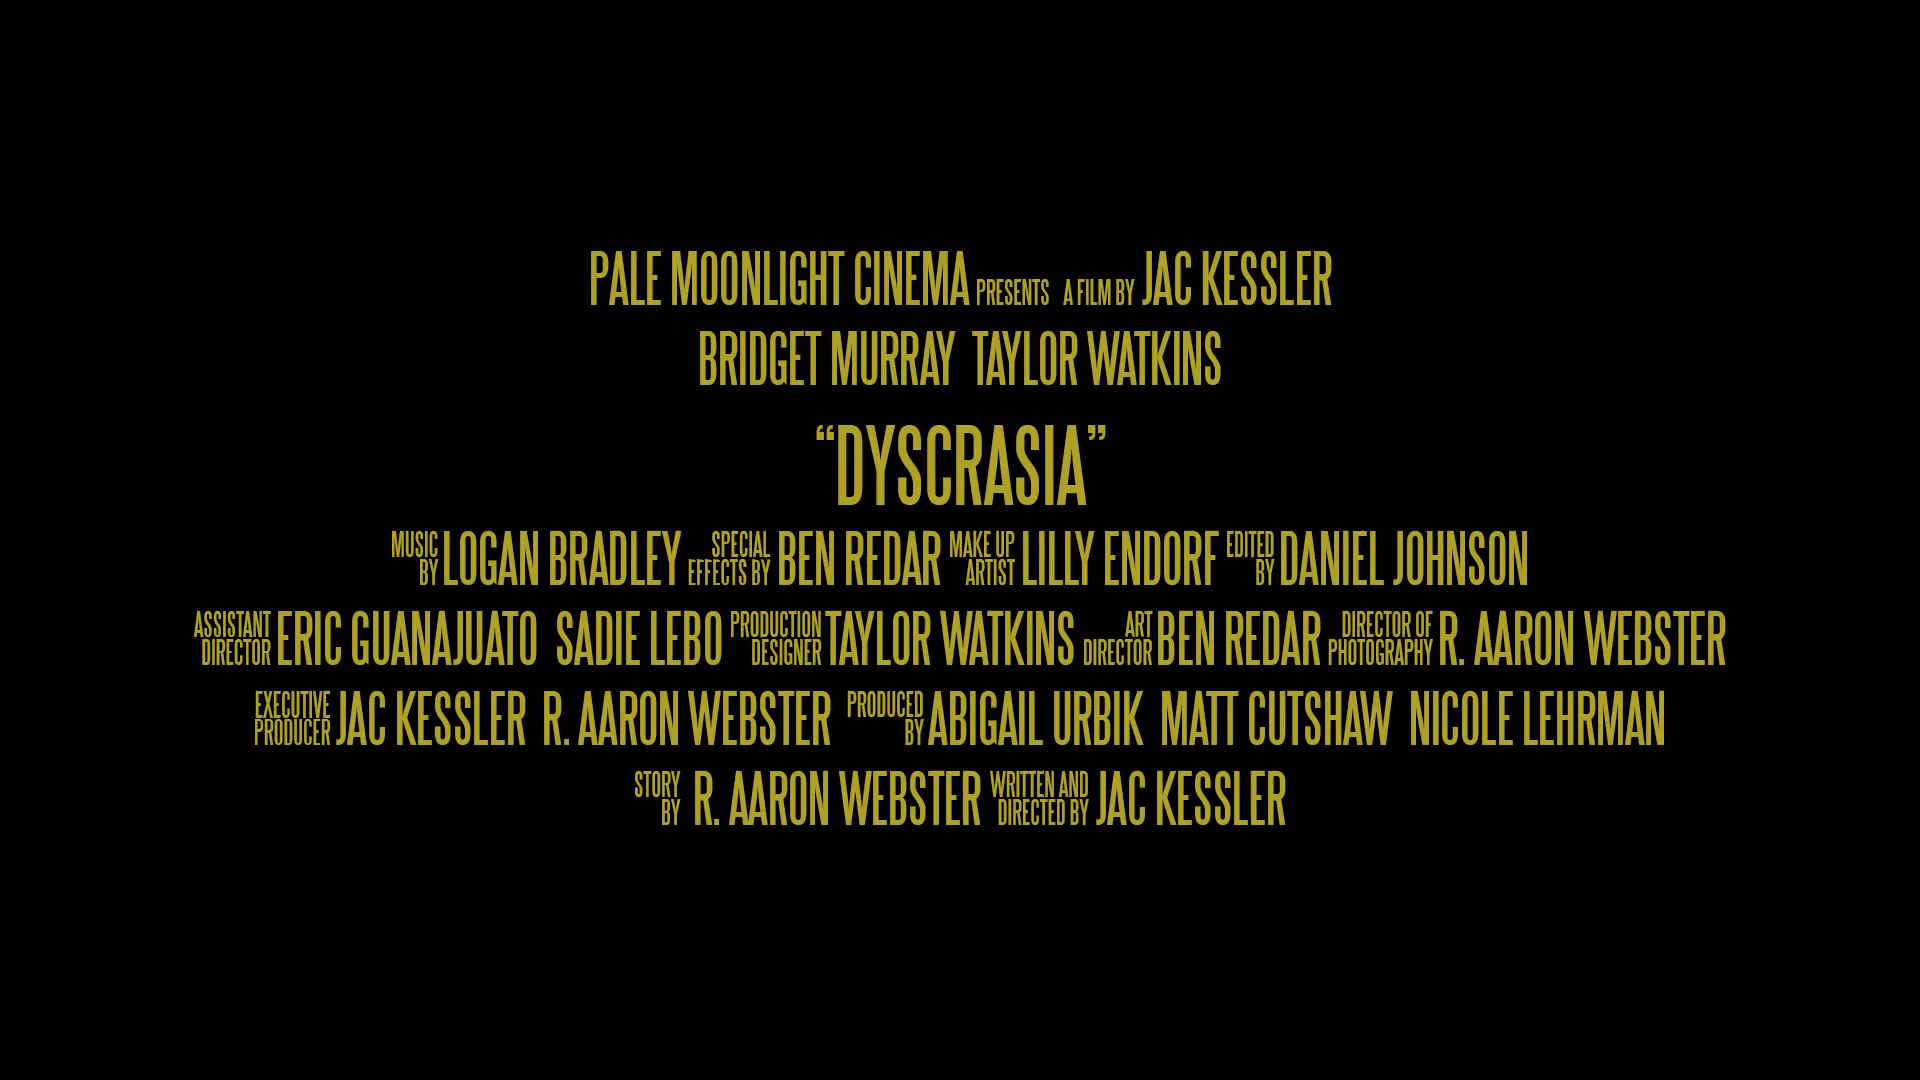 PALE MOONLIGHT CINEMA PRESENTS A FILM BY JAC KESSLER
BRIDGET MURRAY TAYLOR WATKINS
“DYSCRASIA”
MUSIC BY LOGAN BRADLEY SPECIAL EFFECTS BY BEN REDAR MAKE UP ARTIST LILLY ENDORF EDITED BY DANIEL JOHNSON
ASSISTANT DIRECTOR ERIC GUANAJUATO SADIE LEBO PRODUCTION DESIGNER TAYLOR WATKINS ART DIRECTOR BEN REDAR DIRECTOR OF PHOTOGRAPHY R. AARON WEBSTER
EXECUTIVE PRODUCER JAC KESSLER R. AARON WEBSTER PRODUCED BY ABIGAIL URBIK MATT CUTSHAW NICOLE LEHRMAN
STORY BY R. AARON WEBSTER WRITTEN AND DIRECTED BY JAC KESSLER